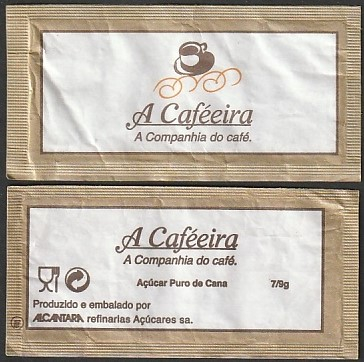 A Caféeira
A Companhia do café.
A Caféeira
A Companhia do café.
Açúcar Puro de Cana 7/9g
Produzido e embalado por
ALCANTARA refinarias Açúcares sa.